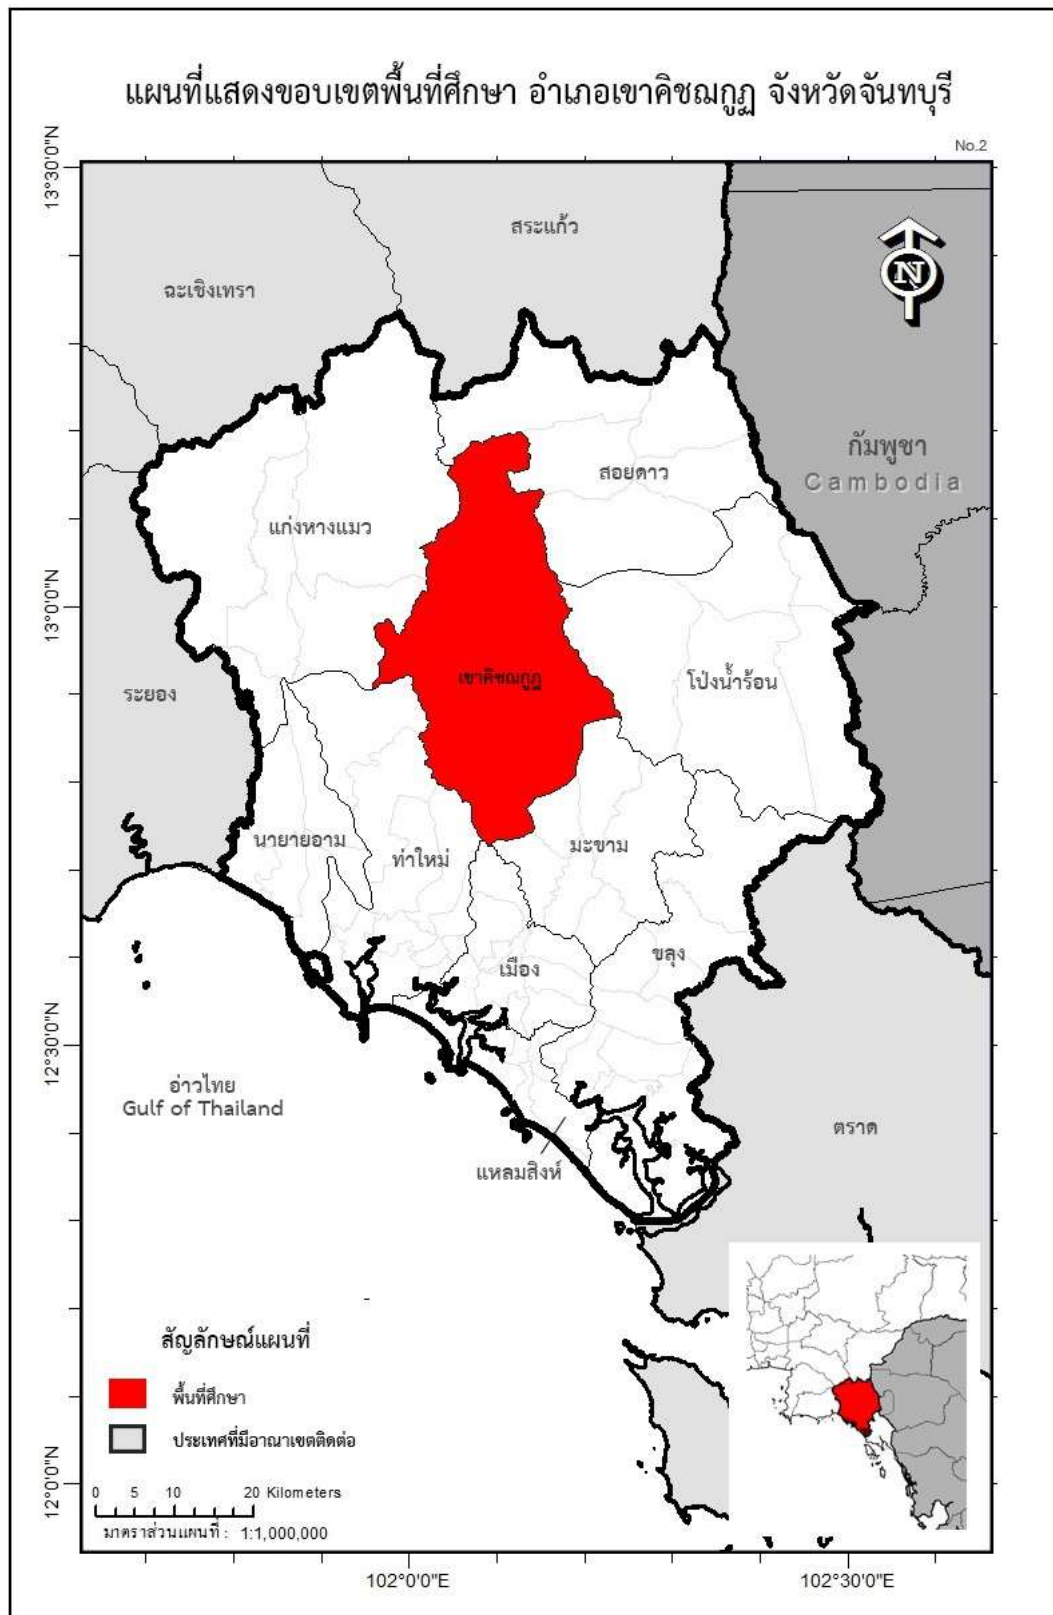 แผนที่แสดงขอบเขตพื้นที่ศึกษา อำเภอเขาคิชฌกูฏ จังหวัดจันทบุรี
No.2
13°30'0"N
สระแก้ว
ฉะเชิงเทรา
N
กัมพูชา
Cambodia
สอยดาว
แก่งหางแมว
13°0'0"N
เขาคิชฌกูฏ
โป่งน้ำร้อน
ระยอง
นายายอาม
ท่าใหม่
มะขาม
ขลุง
เมือง
12°30'0"N
อ่าวไทย
Gulf of Thailand
ตราด
แหลมสิงห์
สัญลักษณ์แผนที่
พื้นที่ศึกษา
ประเทศที่มีอาณาเขตติดต่อ
12°0'0"N
0 5 10 20 Kilometers
มาตราส่วนแผนที่ : 1:1,000,000
102°0'0"E
102°30'0"E